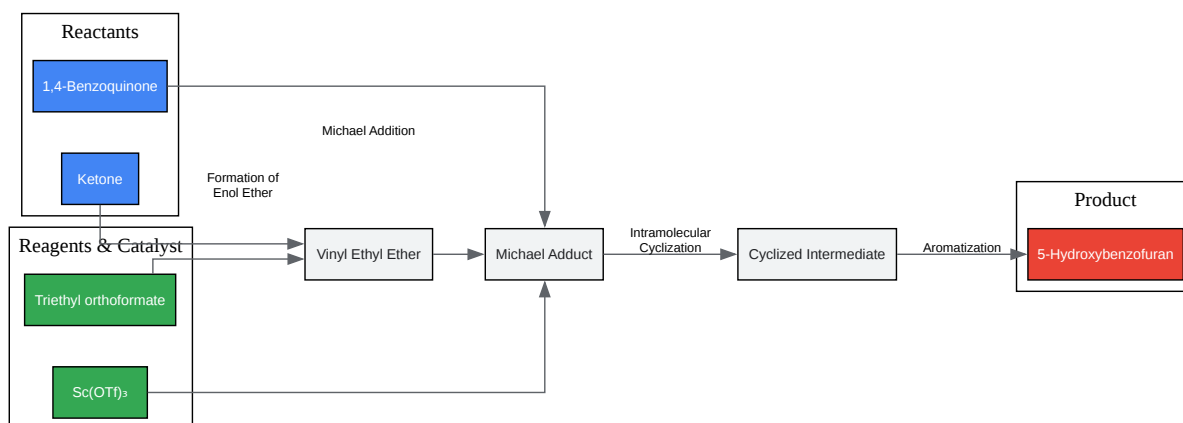 Reactants
1,4-Benzoquinone
Michael Addition
Ketone
Formation of
Enol Ether
Reagents & Catalyst
Triethyl orthoformate
Sc(OTf)₃
Vinyl Ethyl Ether
Michael Adduct
Intramolecular
Cyclization
Cyclized Intermediate
Aromatization
Product
5-Hydroxybenzofuran